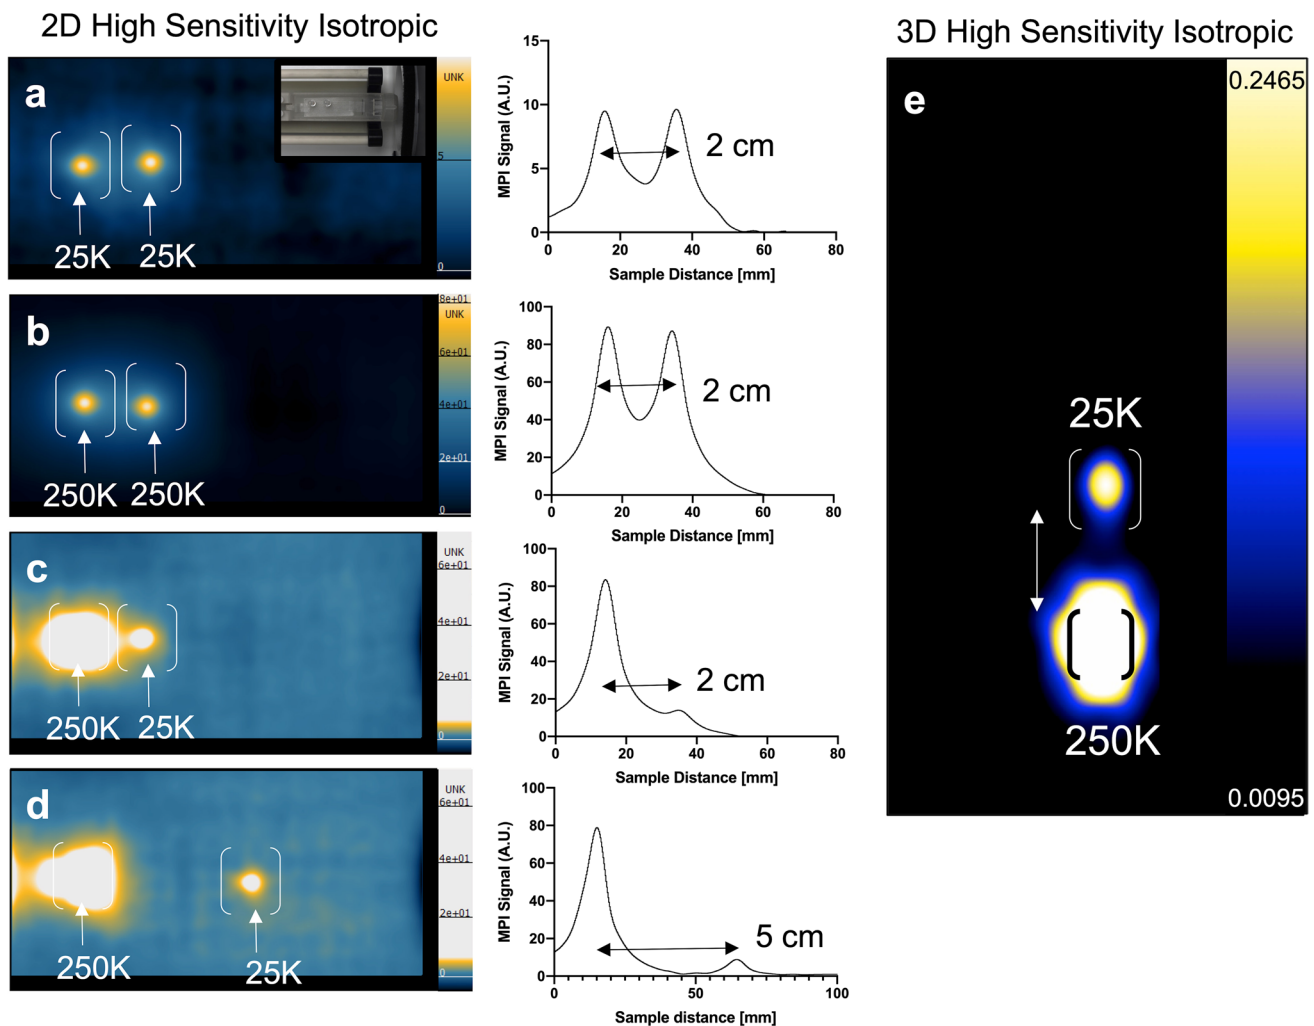 2D High Sensitivity Isotropic
a
UNK
5
0
25K
25K
15
10
5
0
MPI Signal (A.U.)
2 cm
0
20
40
60
80
Sample Distance [mm]
b
8e+01
UNK
6e+01
4e+01
2e+01
0
250K
250K
100
80
60
40
20
0
MPI Signal (A.U.)
2 cm
0
20
40
60
80
Sample Distance [mm]
c
UNK
6e+01
4e+01
2e+01
0
250K
25K
100
80
60
40
20
0
MPI Signal (A.U.)
2 cm
0
20
40
60
80
Sample Distance [mm]
d
UNK
6e+01
4e+01
2e+01
0
250K
25K
100
80
60
40
20
0
MPI Signal (A.U.)
5 cm
0
50
100
Sample distance [mm]
3D High Sensitivity Isotropic
e
0.2465
25K
250K
0.0095